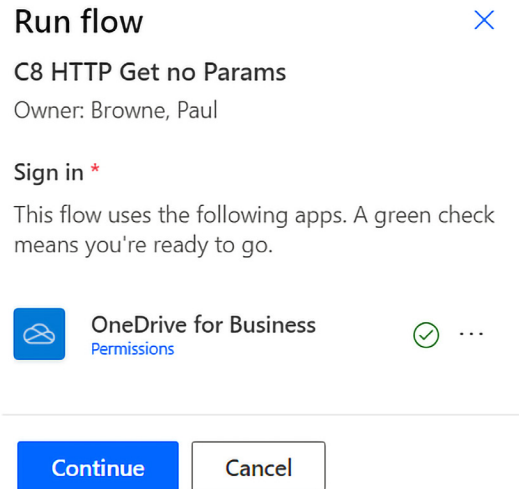 Run flow
C8 HTTP Get no Params
Owner: Browne, Paul
Sign in *
This flow uses the following apps. A green check
means you're ready to go.
OneDrive for Business
Permissions
Continue
Cancel